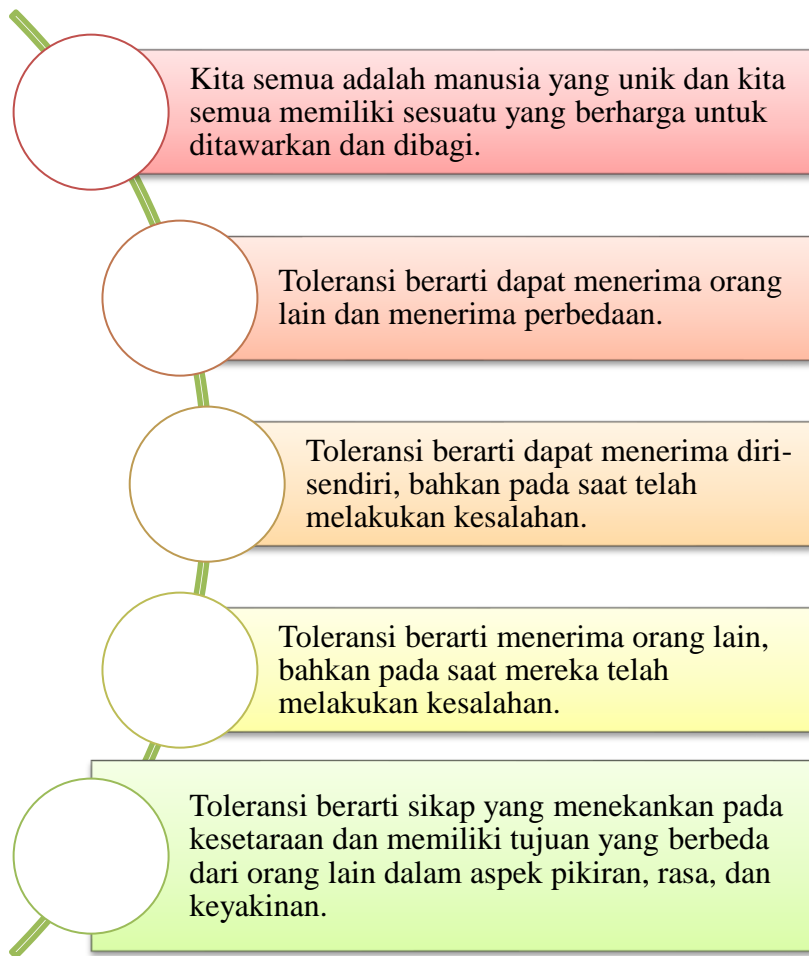 Kita semua adalah manusia yang unik dan kita
semua memiliki sesuatu yang berharga untuk
ditawarkan dan dibagi.
Toleransi berarti dapat menerima orang
lain dan menerima perbedaan.
Toleransi berarti dapat menerima diri-
sendiri, bahkan pada saat telah
melakukan kesalahan.
Toleransi berarti menerima orang lain,
bahkan pada saat mereka telah
melakukan kesalahan.
Toleransi berarti sikap yang menekankan pada
kesetaraan dan memiliki tujuan yang berbeda
dari orang lain dalam aspek pikiran, rasa, dan
keyakinan.